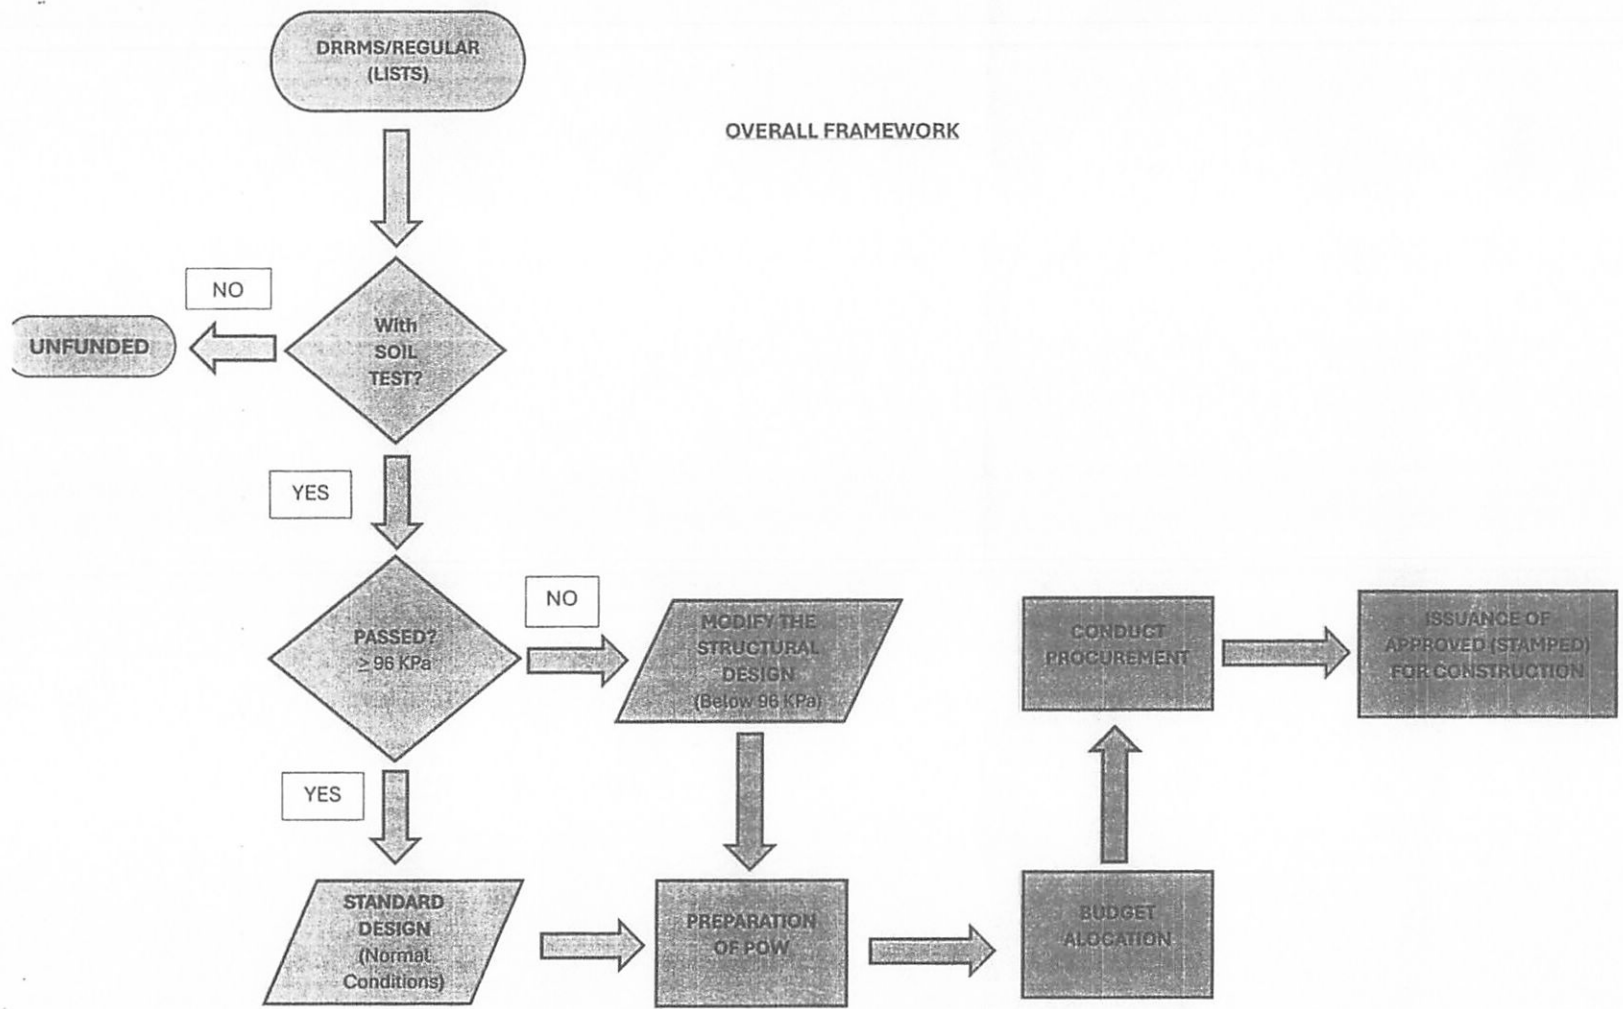 DRRMS/REGULAR
(LISTS)
OVERALL FRAMEWORK
NO
UNFUNDED
With
SOIL
TEST?
YES
PASSED?
≥ 96 KPa
NO
MODIFY THE
STRUCTURAL
DESIGN
(Below 96 KPa)
CONDUCT
PROCUREMENT
ISSUANCE OF
APPROVED (STAMPED)
FOR CONSTRUCTION
YES
STANDARD
DESIGN
(Normal
Conditions)
PREPARATION
OF POW
BUDGET
ALOCATION